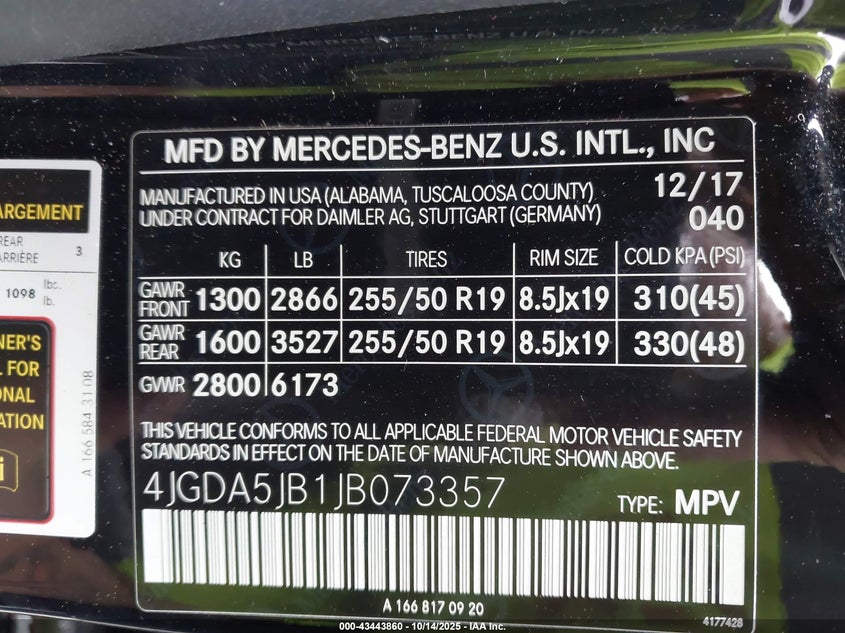 MFD BY MERCEDES-BENZ U.S. INTL., INC
MANUFACTURED IN USA (ALABAMA, TUSCALOOSA COUNTY) 12/17
UNDER CONTRACT FOR DAIMLER AG, STUTTGART (GERMANY) 040
KG LB TIRES RIM SIZE COLD KPA (PSI)
GAWR FRONT 1300 2866 255/50 R19 8.5Jx19 310(45)
GAWR REAR 1600 3527 255/50 R19 8.5Jx19 330(48)
GVWR 2800 6173
THIS VEHICLE CONFORMS TO ALL APPLICABLE FEDERAL MOTOR VEHICLE SAFETY
STANDARDS IN EFFECT ON THE DATE OF MANUFACTURE SHOWN ABOVE.
4JGDA5JB1JB073357 TYPE: MPV
A 166 817 09 20
4177428
ARGEMENT
REAR
ARRIÈRE 3
1098 lbs.
lb.
NER'S
L FOR
ONAL
ATION
i
A 166 584 31 08
000-43443860 - 10/14/2025 - IAA Inc.